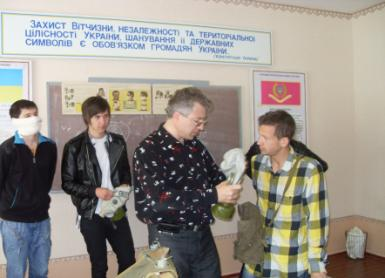 ЗАХИСТ ВІТЧИЗНИ, НЕЗАЛЕЖНОСТІ ТА ТЕРИТОРІАЛЬНОЇ
ЦІЛІСНОСТІ УКРАЇНИ, ШАНУВАННЯ ЇЇ ДЕРЖАВНИХ
СИМВОЛІВ Є ОБОВ'ЯЗКОМ ГРОМАДЯН УКРАЇНИ.